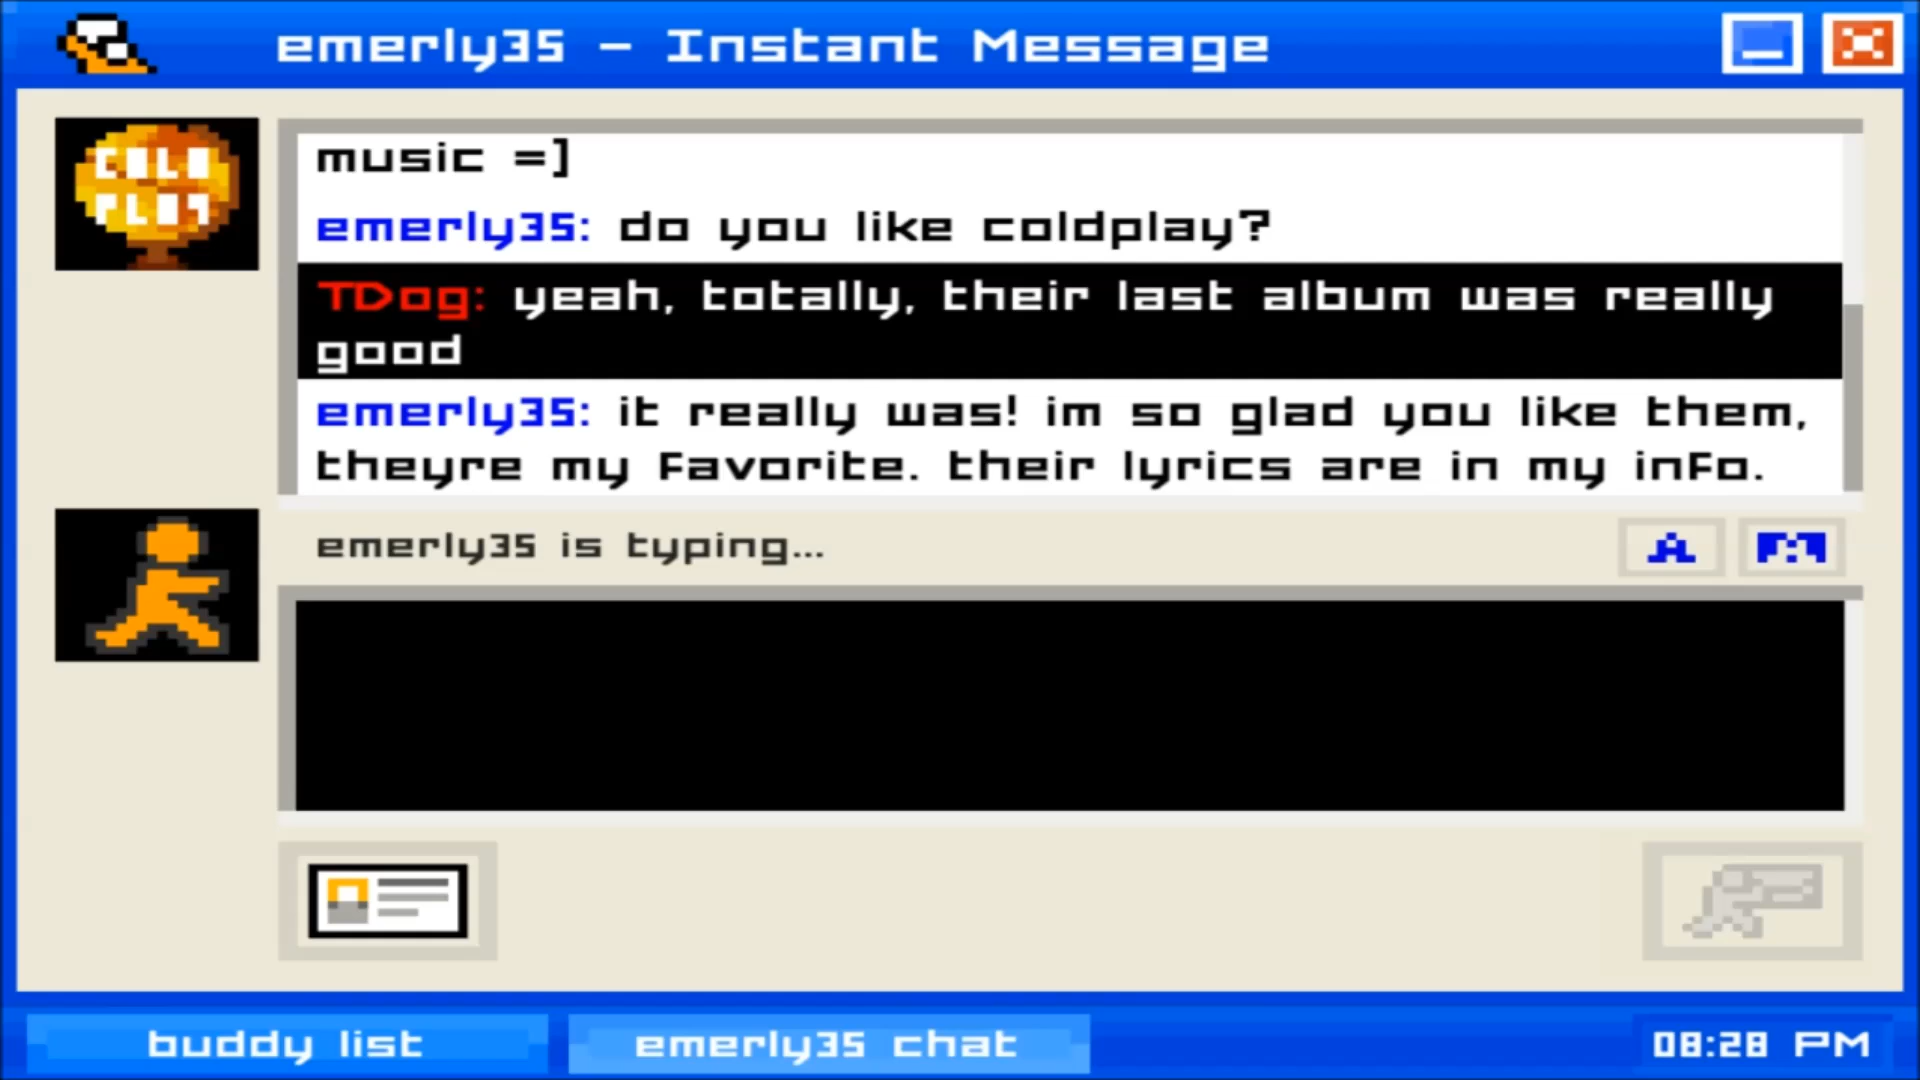 emerly35 - Instant Message
COLD
PLAY
music =]
emerly35: do you like coldplay?
TDog: yeah, totally, their last album was really
good
emerly35: it really was! im so glad you like them,
theyre my favorite. their lyrics are in my info.
emerly35 is typing...
A
A
buddy list
emerly35 chat
08:28 PM